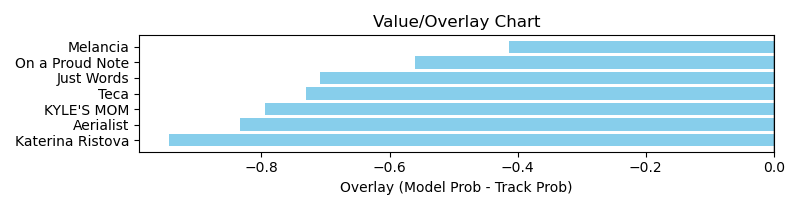 Value/Overlay Chart
Melancia
On a Proud Note
Just Words
Teca
KYLE'S MOM
Aerialist
Katerina Ristova
−0.8 −0.6 −0.4 −0.2 0.0
Overlay (Model Prob - Track Prob)